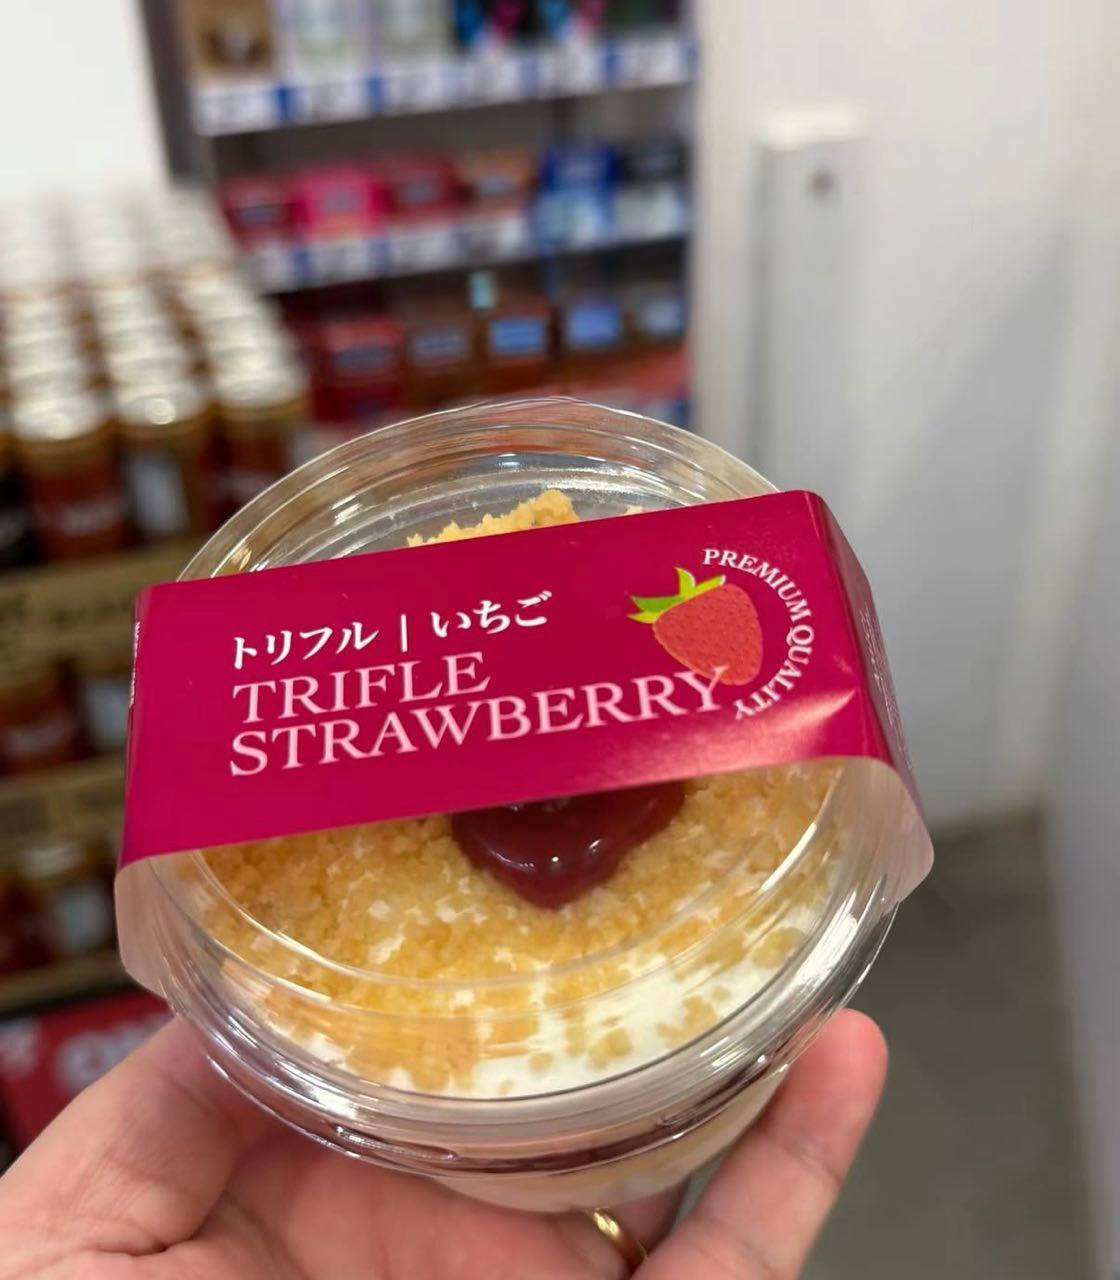 トリフル | いちご
TRIFLE
STRAWBERRY
PREMIUM QUALITY